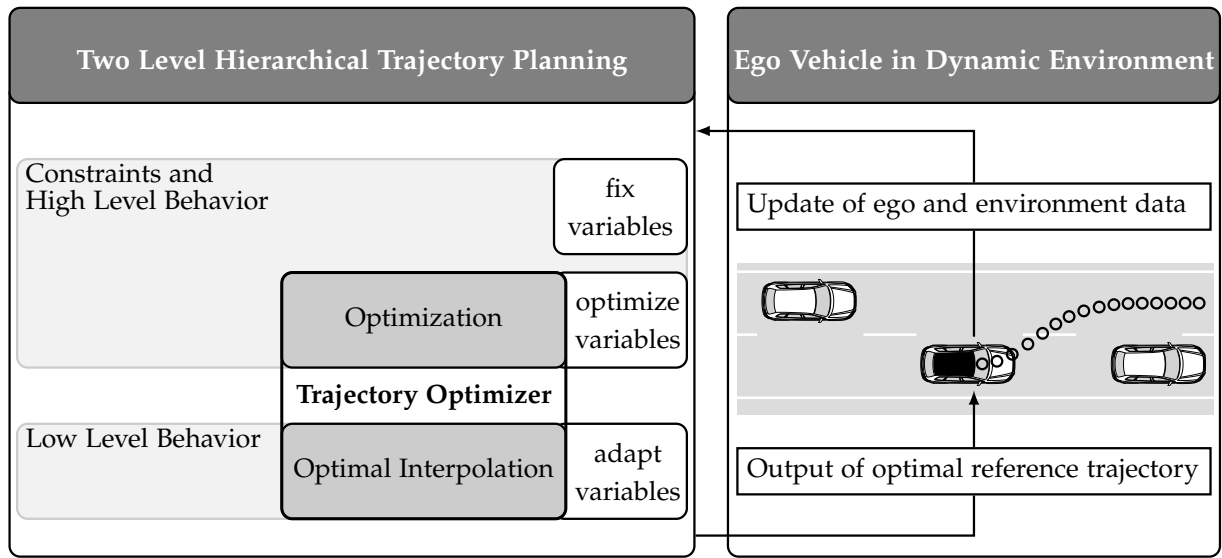 Two Level Hierarchical Trajectory Planning
Constraints and
High Level Behavior
fix
variables
Optimization
optimize
variables
Trajectory Optimizer
Low Level Behavior
Optimal Interpolation
adapt
variables
Ego Vehicle in Dynamic Environment
Update of ego and environment data
Output of optimal reference trajectory